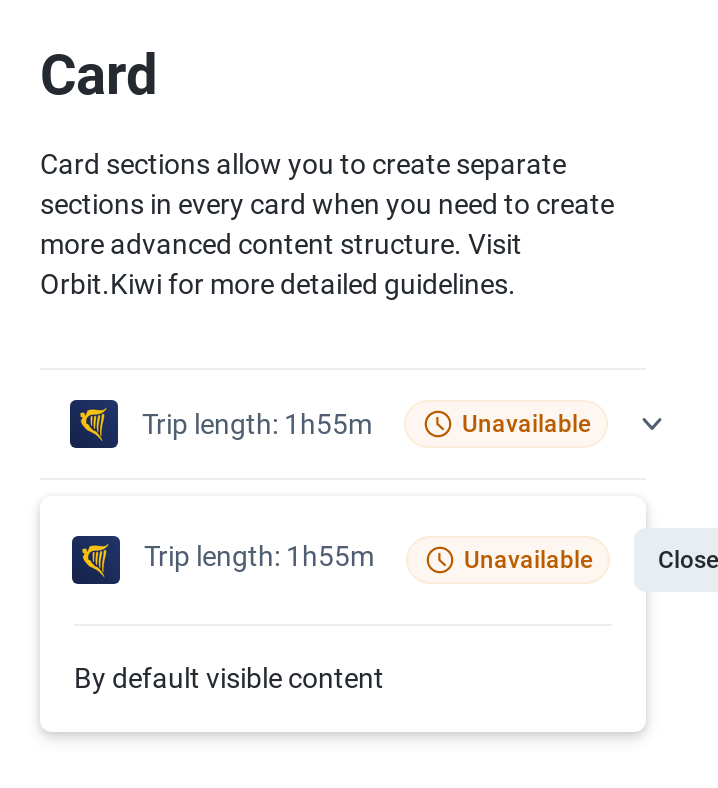 Card
Card sections allow you to create separate
sections in every card when you need to create
more advanced content structure. Visit
Orbit.Kiwi for more detailed guidelines.
Trip length: 1h55m Unavailable
Trip length: 1h55m Unavailable Close
By default visible content